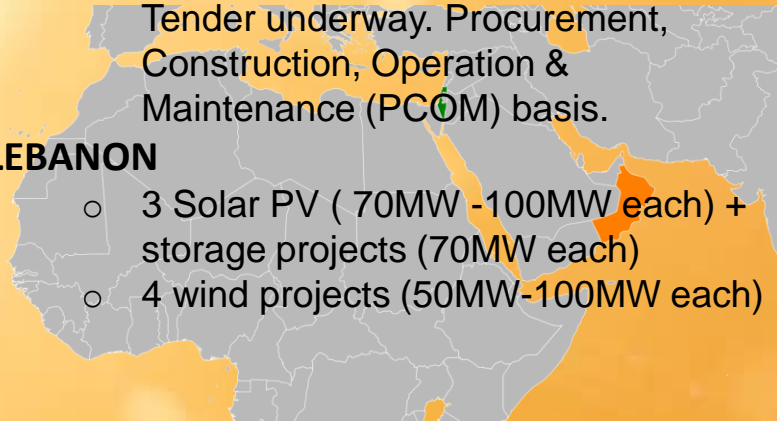 Tender underway. Procurement,
Construction, Operation &
Maintenance (PCOM) basis.
LEBANON
o 3 Solar PV ( 70MW -100MW each) +
storage projects (70MW each)
o 4 wind projects (50MW-100MW each)